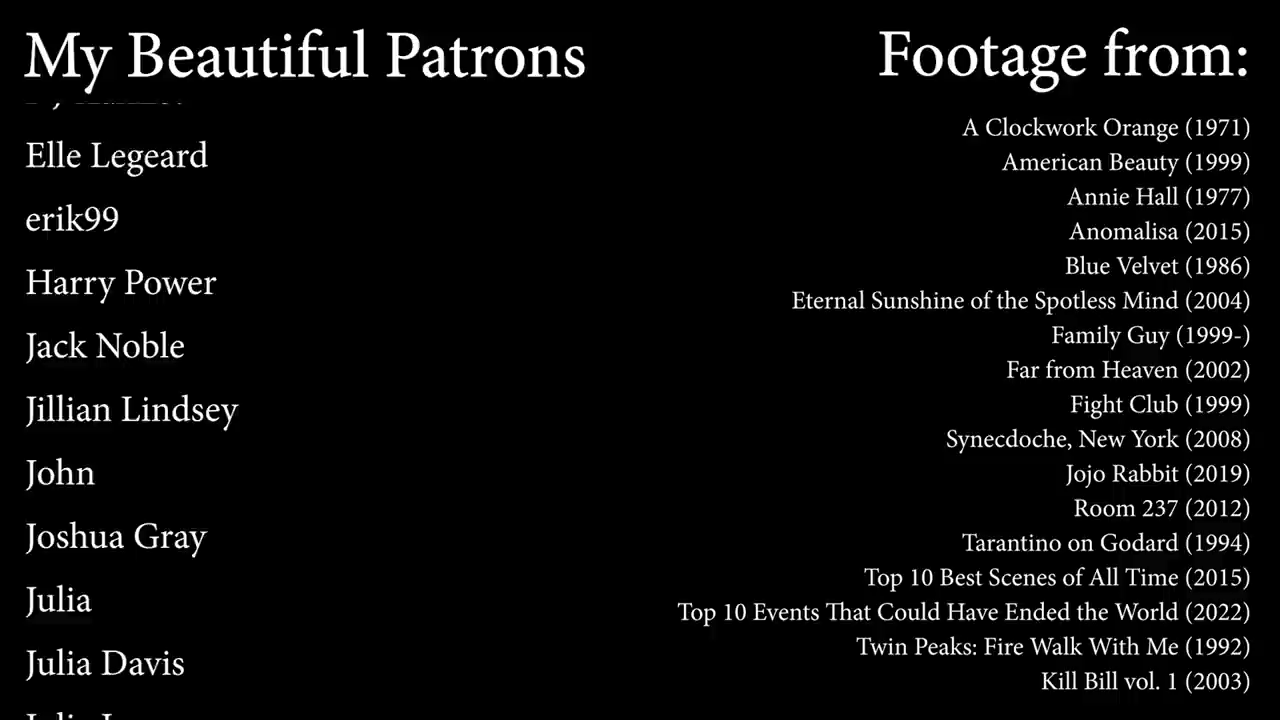 My Beautiful Patrons
Elle Legeard
erik99
Harry Power
Jack Noble
Jillian Lindsey
John
Joshua Gray
Julia
Julia Davis
Footage from:
A Clockwork Orange (1971)
American Beauty (1999)
Annie Hall (1977)
Anomalisa (2015)
Blue Velvet (1986)
Eternal Sunshine of the Spotless Mind (2004)
Family Guy (1999-)
Far from Heaven (2002)
Fight Club (1999)
Synecdoche, New York (2008)
Jojo Rabbit (2019)
Room 237 (2012)
Tarantino on Godard (1994)
Top 10 Best Scenes of All Time (2015)
Top 10 Events That Could Have Ended the World (2022)
Twin Peaks: Fire Walk With Me (1992)
Kill Bill vol. 1 (2003)